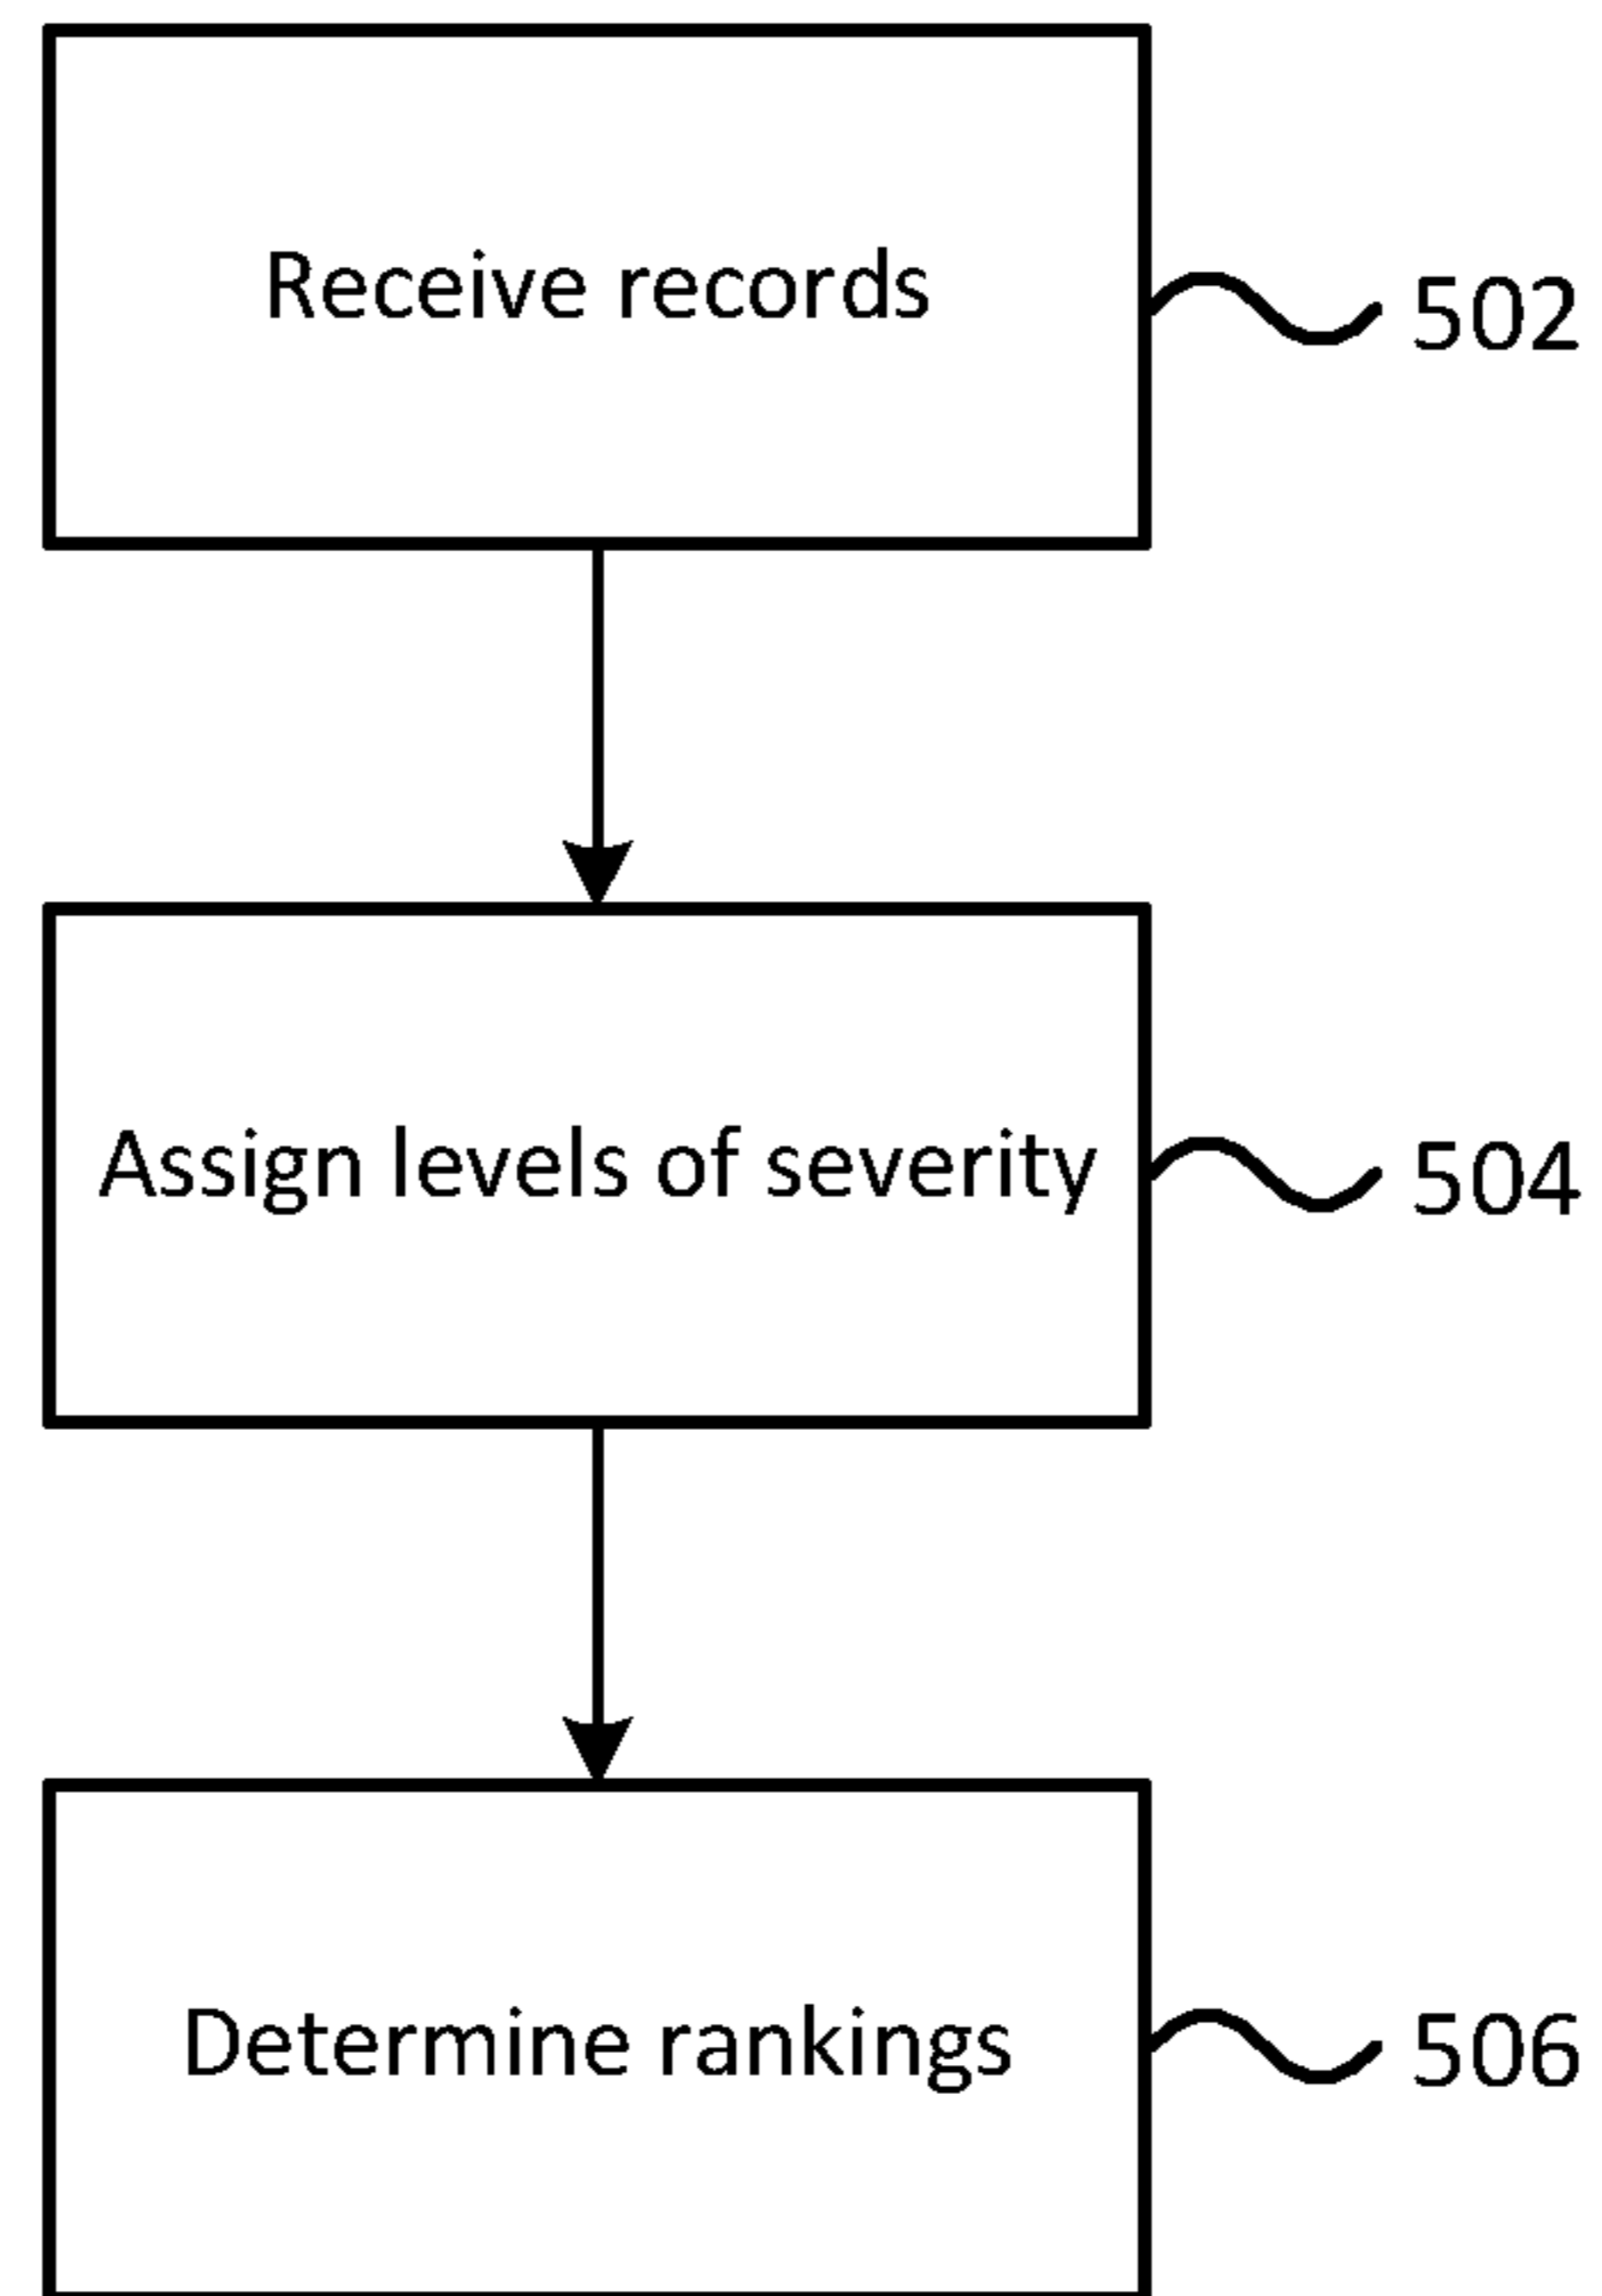 Receive records
502
Assign levels of severity
504
Determine rankings
506